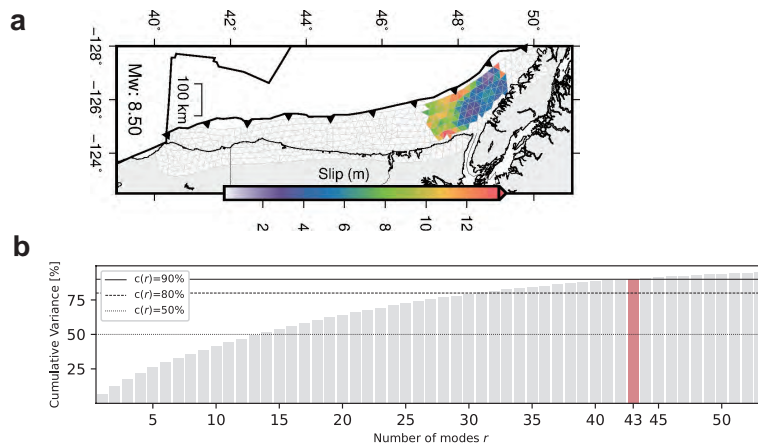 a
40° 42° 44° 46° 48° 50°
−128°
−126°
−124°
Mw: 8.50
100 km
Slip (m)
2 4 6 8 10 12
b
Cumulative Variance [%]
75
50
25
c(r)=90%
c(r)=80%
c(r)=50%
5 10 15 20 25 30 35 40 43 45 50
Number of modes r